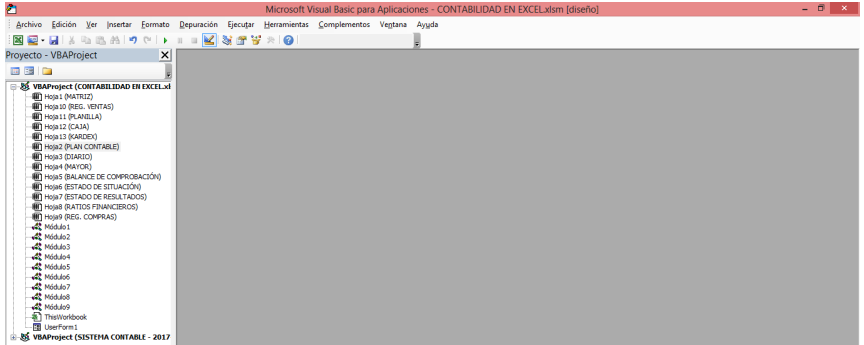 Microsoft Visual Basic para Aplicaciones - CONTABILIDAD EN EXCEL.xlsm [diseño]
Archivo Edición Ver Insertar Formato Depuración Ejecutar Herramientas Complementos Ventana Ayuda
Proyecto - VBAProject
VBAProject (CONTABILIDAD EN EXCEL.xl
Hoja1 (MATRIZ)
Hoja10 (REG. VENTAS)
Hoja11 (PLANILLA)
Hoja12 (CAJA)
Hoja13 (KARDEX)
Hoja2 (PLAN CONTABLE)
Hoja3 (DIARIO)
Hoja4 (MAYOR)
Hoja5 (BALANCE DE COMPROBACIÓN)
Hoja6 (ESTADO DE SITUACIÓN)
Hoja7 (ESTADO DE RESULTADOS)
Hoja8 (RATIOS FINANCIEROS)
Hoja9 (REG. COMPRAS)
Módulo1
Módulo2
Módulo3
Módulo4
Módulo5
Módulo6
Módulo7
Módulo8
Módulo9
ThisWorkbook
UserForm1
VBAProject (SISTEMA CONTABLE - 2017